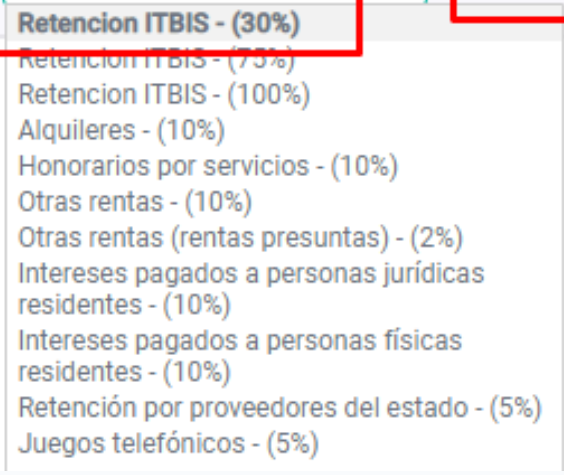 Retencion ITBIS - (30%)
Retencion ITBIS - (75%)
Retencion ITBIS - (100%)
Alquileres - (10%)
Honorarios por servicios - (10%)
Otras rentas - (10%)
Otras rentas (rentas presuntas) - (2%)
Intereses pagados a personas jurídicas
residentes - (10%)
Intereses pagados a personas físicas
residentes - (10%)
Retención por proveedores del estado - (5%)
Juegos telefónicos - (5%)